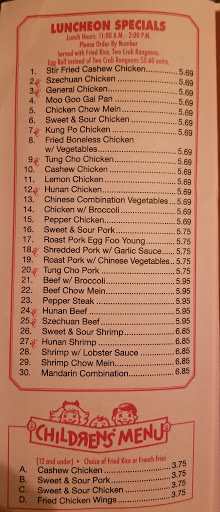 LUNCHEON SPECIALS
Lunch Hours: 11:00 A.M. - 2:00 P.M.
Please Order By Number
Served with Fried Rice, Two Crab Rangoons.
Egg Roll instead of Two Crab Rangoons $0.60 extra.
1. Stir Fried Cashew Chicken 5.69
2. Szechuan Chicken 5.69
3. General Chicken 5.69
4. Moo Goo Gai Pan 5.69
5. Chicken Chow Mein 5.69
6. Sweet & Sour Chicken 5.69
7. Kung Po Chicken 5.69
8. Fried Boneless Chicken
w/ Vegetables 5.69
9. Tung Cho Chicken 5.69
10. Cashew Chicken 5.69
11. Lemon Chicken 5.69
12. Hunan Chicken 5.69
13. Chinese Combination Vegetables 5.69
14. Chicken w/ Broccoli 5.69
15. Pepper Chicken 5.69
16. Sweet & Sour Pork 5.75
17. Roast Pork Egg Foo Young 5.75
18. Shredded Pork w/ Garlic Sauce 5.75
19. Roast Pork w/ Chinese Vegetables 5.75
20. Tung Cho Pork 5.75
21. Beef w/ Broccoli 5.95
22. Beef Chow Mein 5.95
23. Pepper Steak 5.95
24. Hunan Beef 5.95
25. Szechuan Beef 5.95
26. Sweet & Sour Shrimp 6.85
27. Hunan Shrimp 6.85
28. Shrimp w/ Lobster Sauce 6.85
29. Shrimp Chow Mein 6.85
30. Mandarin Combination 6.85
CHILDRENS' MENU
(12 and under) • Choice of Fried Rice or French Fries
A. Cashew Chicken 3.75
B. Sweet & Sour Pork 3.75
C. Sweet & Sour Chicken 3.75
D. Fried Chicken Wings 3.75